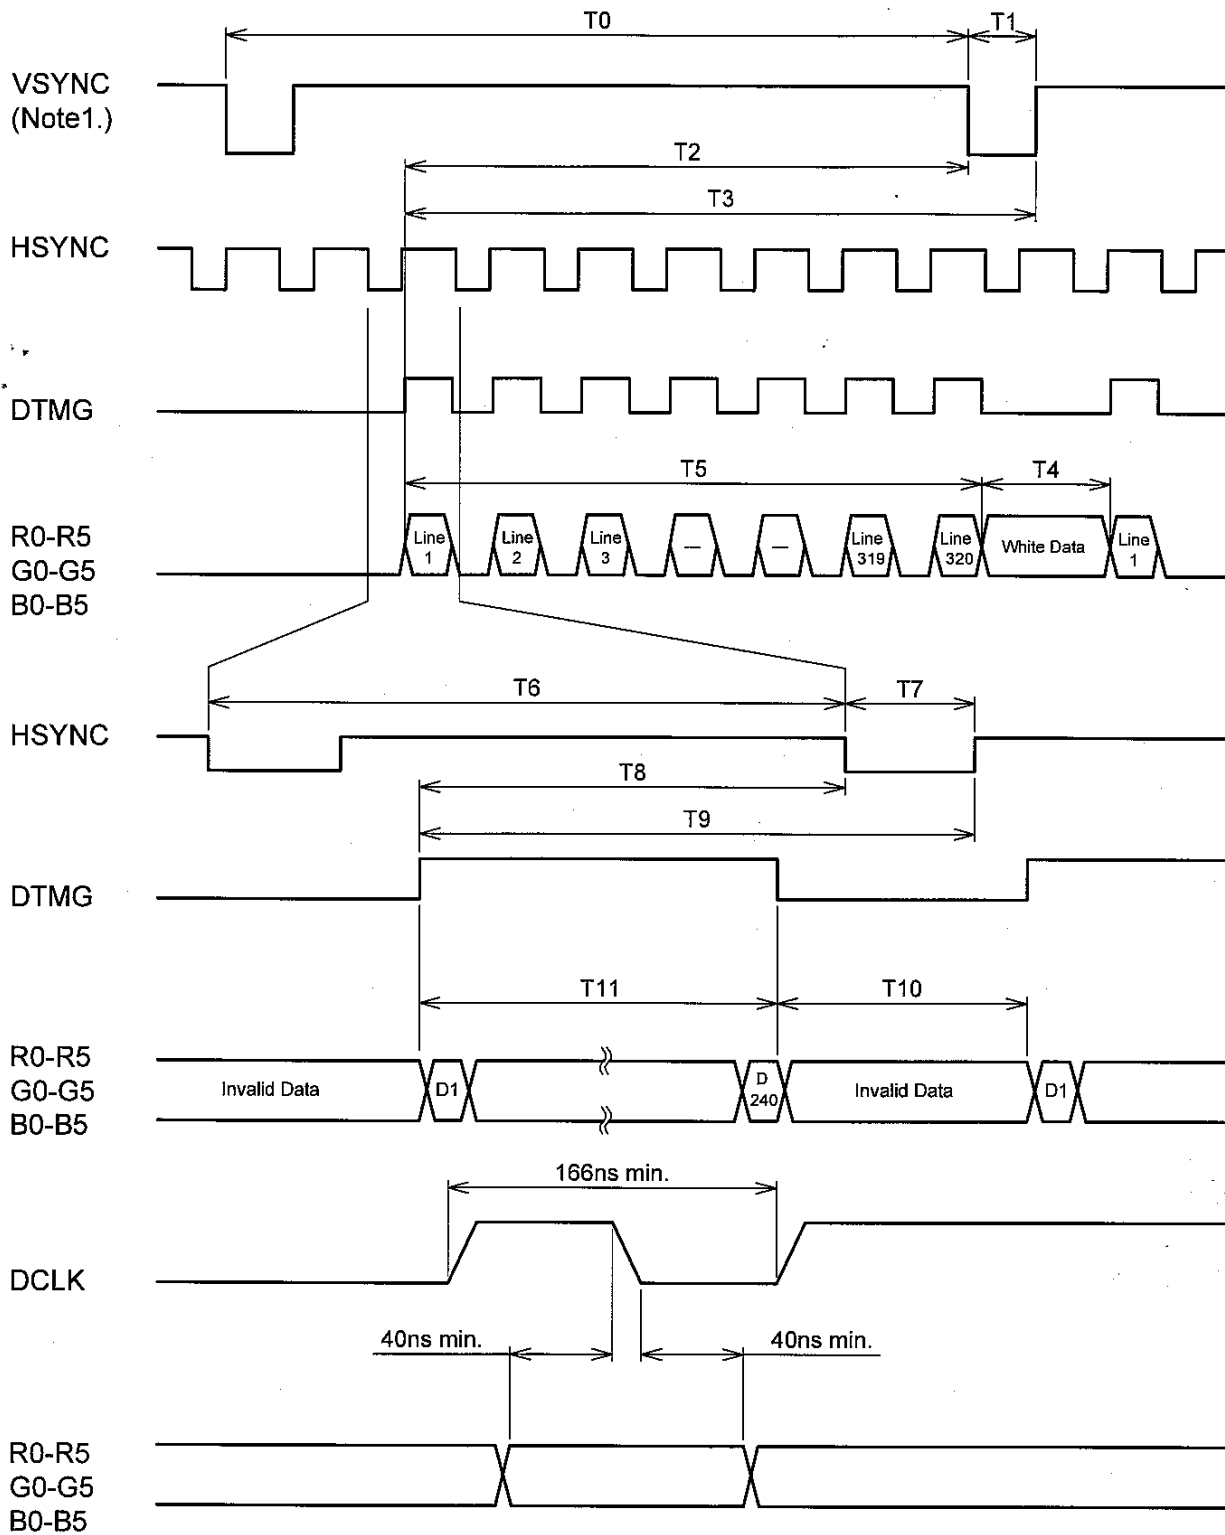 T0
T1
VSYNC
(Note1.)
T2
T3
HSYNC
DTMG
T5
T4
R0-R5
G0-G5
B0-B5
Line 1
Line 2
Line 3
—
—
Line 319
Line 320
White Data
Line 1
T6
T7
HSYNC
T8
T9
DTMG
T11
T10
R0-R5
G0-G5
B0-B5
Invalid Data
D1
D 240
Invalid Data
D1
166ns min.
DCLK
40ns min.
40ns min.
R0-R5
G0-G5
B0-B5